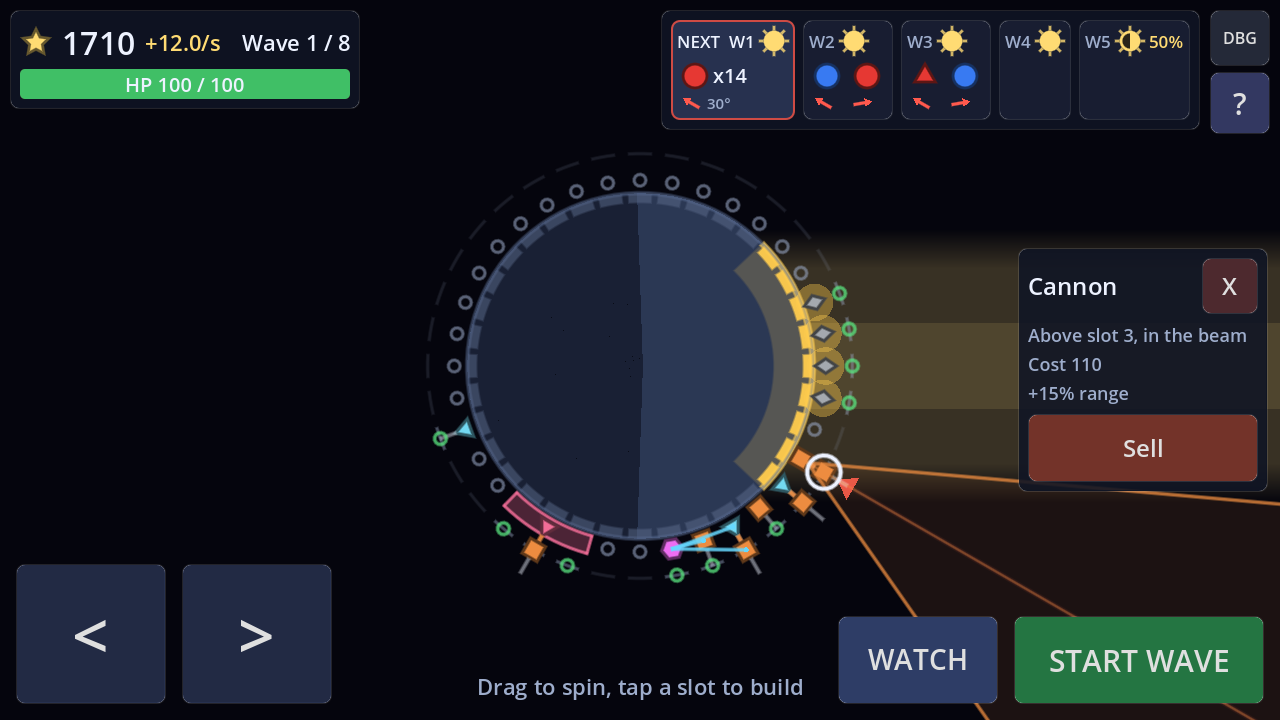 1710 +12.0/s Wave 1 / 8
HP 100 / 100
NEXT W1
x14
30°
W2
W3
W4
W5 50%
DBG
?
Cannon
X
Above slot 3, in the beam
Cost 110
+15% range
Sell
<
>
Drag to spin, tap a slot to build
WATCH
START WAVE